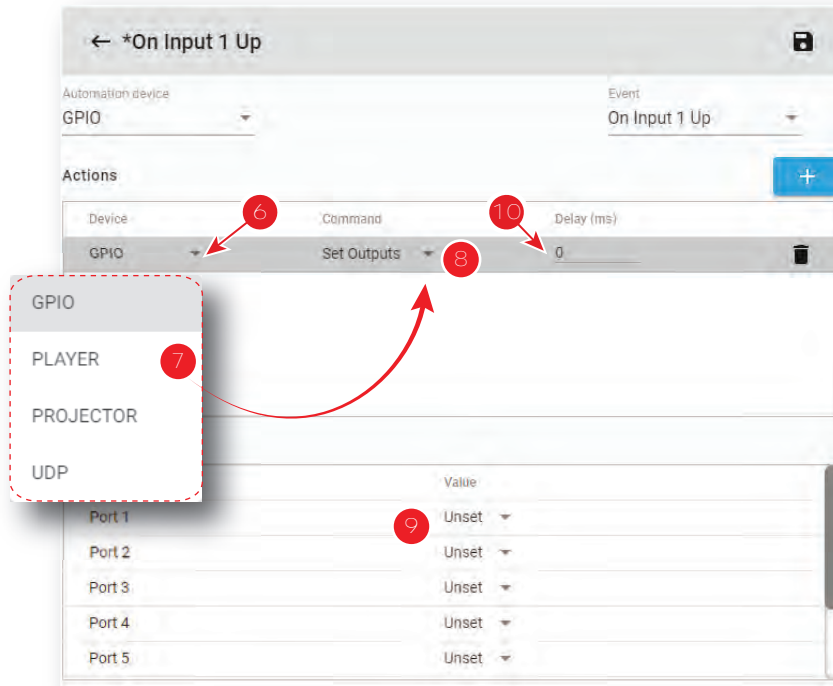 ← *On Input 1 Up
Automation device
Event
GPIO
On Input 1 Up
Actions
+
Device
6
Command
10
Delay (ms)
GPIO
Set Outputs
8
0
GPIO
PLAYER
7
PROJECTOR
UDP
Value
Port 1
9
Unset
Port 2
Unset
Port 3
Unset
Port 4
Unset
Port 5
Unset